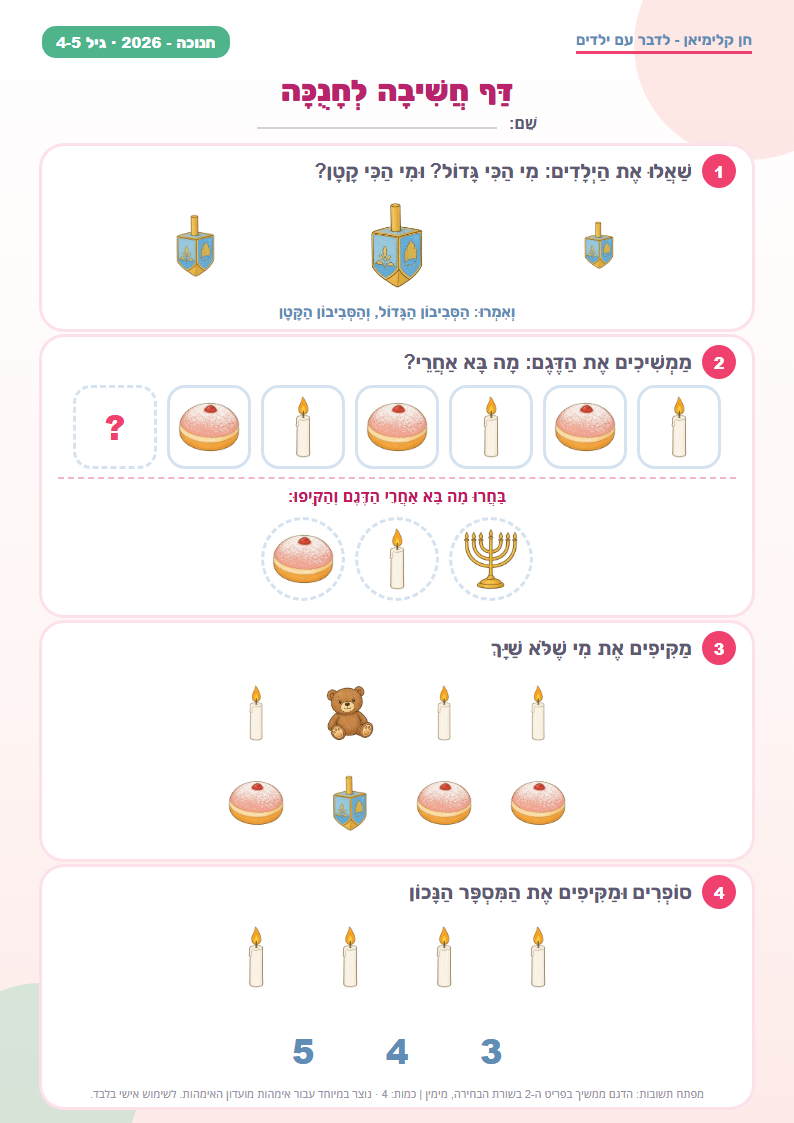 חן קלימיאן - לדבר עם ילדים
חנוכה - 2026 · גיל 4-5
דַּף חֲשִׁיבָה לְחָנֻכָּה
שֵׁם:
1
שַׁאֲלוּ אֶת הַיְלָדִים: מִי הַכִּי גָּדוֹל? וּמִי הַכִּי קָטָן?
וְאִמְרוּ: הַסְּבִיבוֹן הַגָּדוֹל, וְהַסְּבִיבוֹן הַקָּטָן
2
מַמְשִׁיכִים אֶת הַדֶּגֶם: מָה בָּא אַחֲרֵי?
?
בַּחֲרוּ מָה בָּא אַחֲרֵי הַדֶּגֶם וְהַקִּיפוּ:
3
מַקִּיפִים אֶת מִי שֶׁלֹּא שַׁיָּךְ
4
סוֹפְרִים וּמַקִּיפִים אֶת הַמִּסְפָּר הַנָּכוֹן
3 4 5
מפתח תשובות: הדגם ממשיך בפריט ה-2 בשורת הבחירה, מימין | כמות: 4 · נוצר במיוחד עבור אימהות מועדון האימהות. לשימוש אישי בלבד.